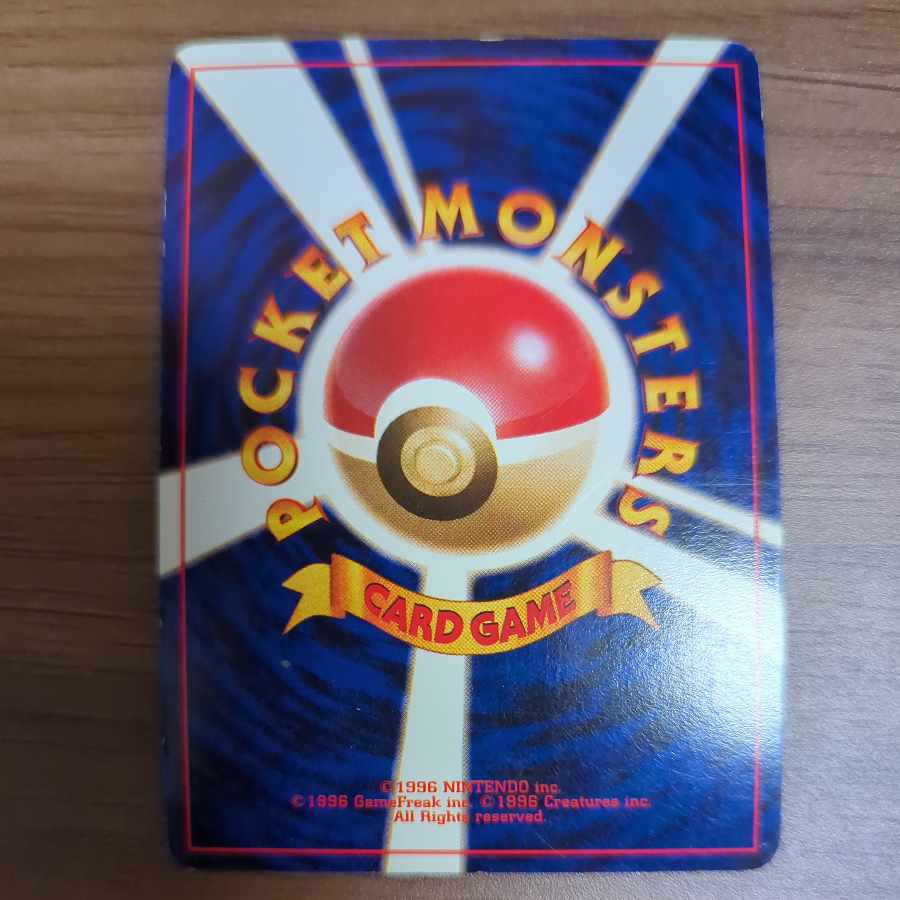 POCKET MONSTERS
CARD GAME
©1996 NINTENDO inc.
©1996 GameFreak inc. ©1996 Creatures inc.
All Rights reserved.